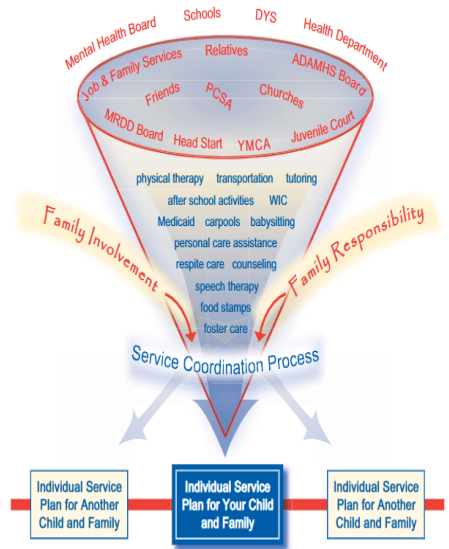 Mental Health Board
Schools
DYS
Health Department
Job & Family Services
Relatives
ADAMHS Board
Friends
PCSA
Churches
MRDD Board
Head Start
YMCA
Juvenile Court
physical therapy transportation tutoring
after school activities WIC
Medicaid carpools babysitting
personal care assistance
respite care counseling
speech therapy
food stamps
foster care
Family Involvement
Family Responsibility
Service Coordination Process
Individual Service
Plan for Another
Child and Family
Individual Service
Plan for Your Child
and Family
Individual Service
Plan for Another
Child and Family